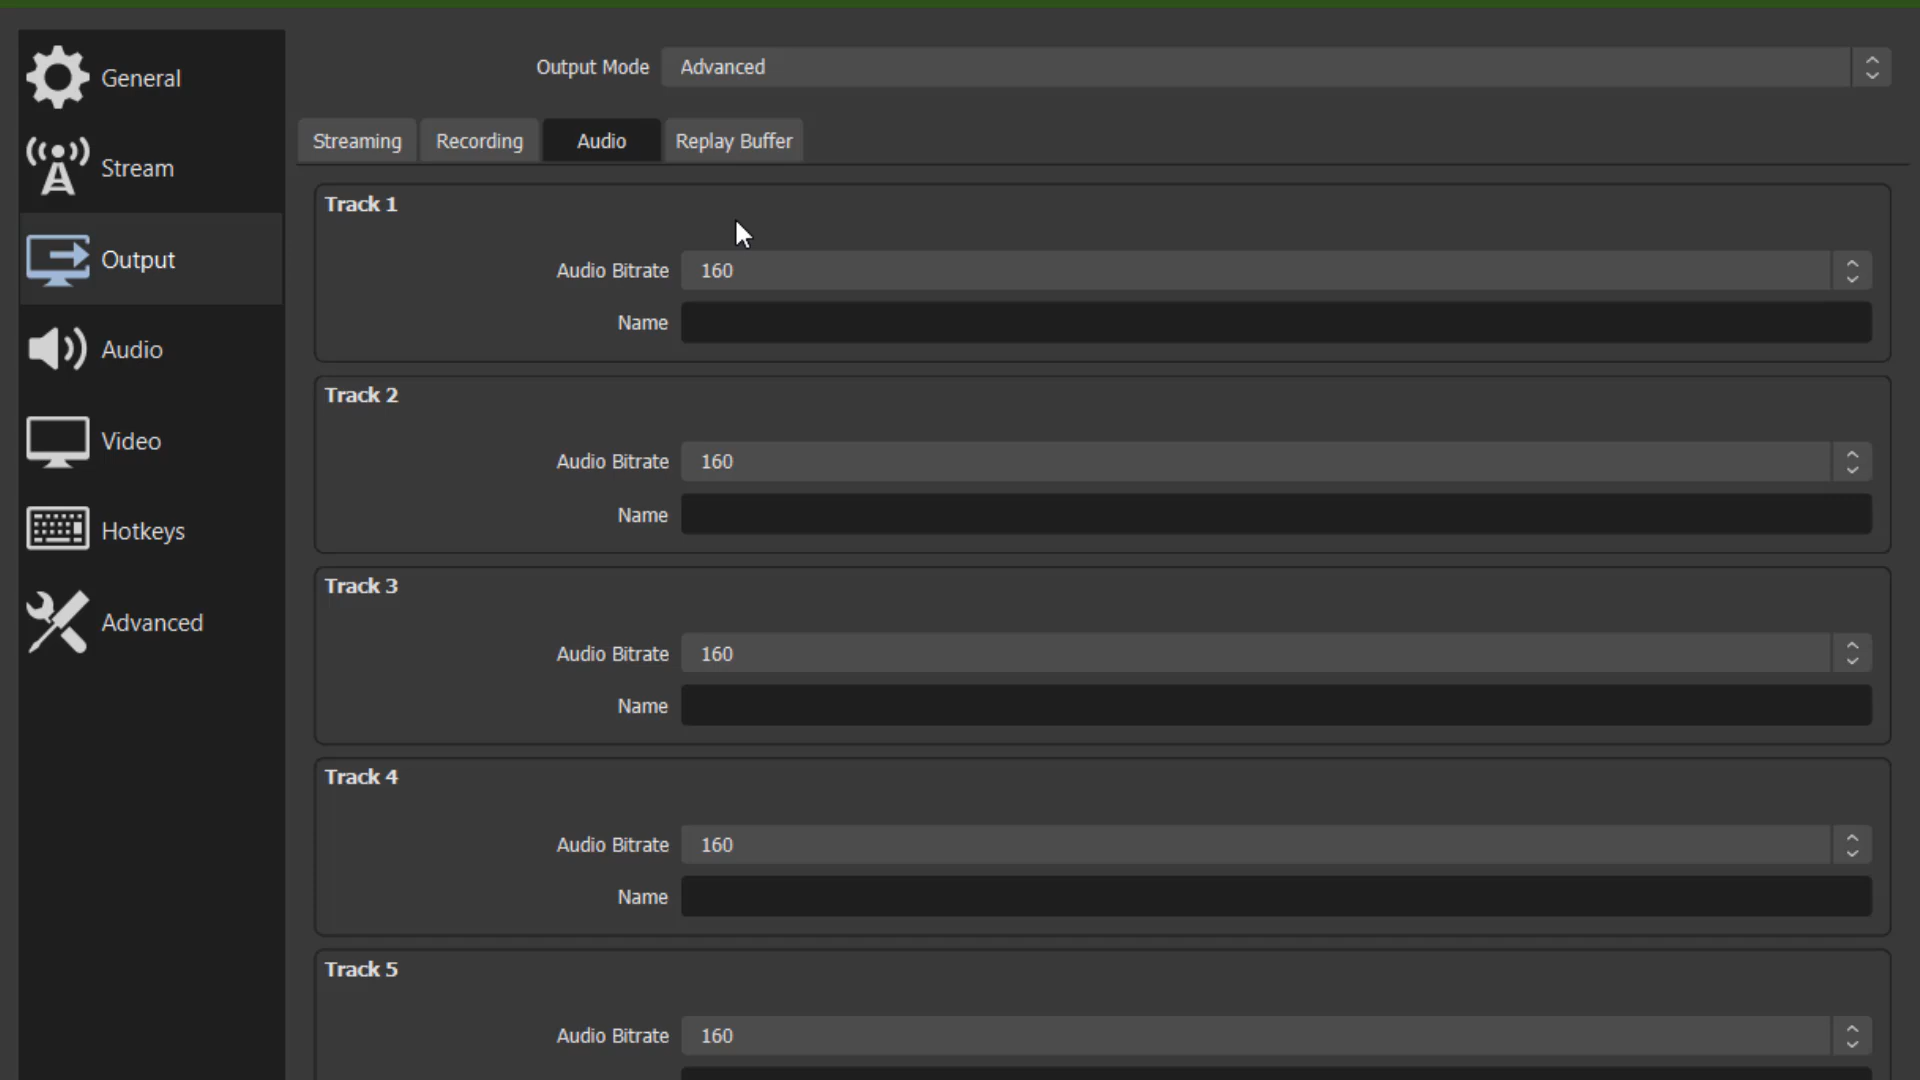 General
Stream
Output
Audio
Video
Hotkeys
Advanced
Output Mode Advanced
Streaming Recording Audio Replay Buffer
Track 1
Audio Bitrate 160
Name
Track 2
Audio Bitrate 160
Name
Track 3
Audio Bitrate 160
Name
Track 4
Audio Bitrate 160
Name
Track 5
Audio Bitrate 160